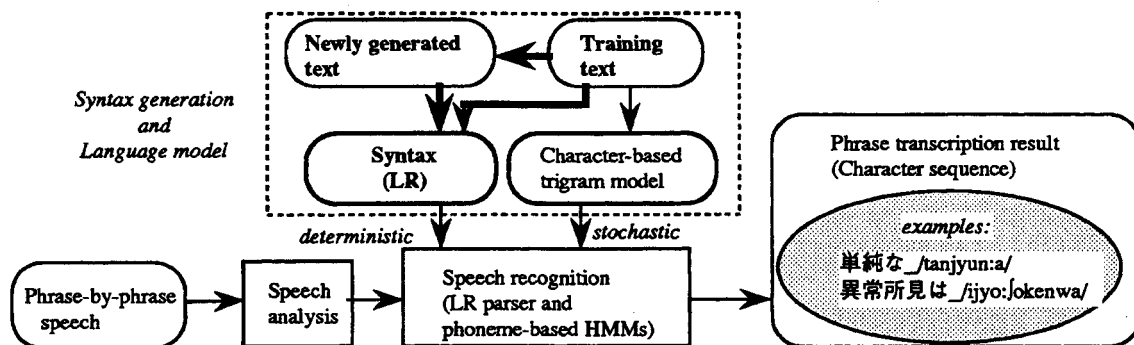 Newly generated
text
Training
text
Syntax generation
and
Language model
Syntax
(LR)
Character-based
trigram model
deterministic
stochastic
Phrase-by-phrase
speech
Speech
analysis
Speech recognition
(LR parser and
phoneme-based HMMs)
Phrase transcription result
(Character sequence)
examples:
単純な_/tanjyun:a/
異常所見は_/ijyo:ʃokenwa/